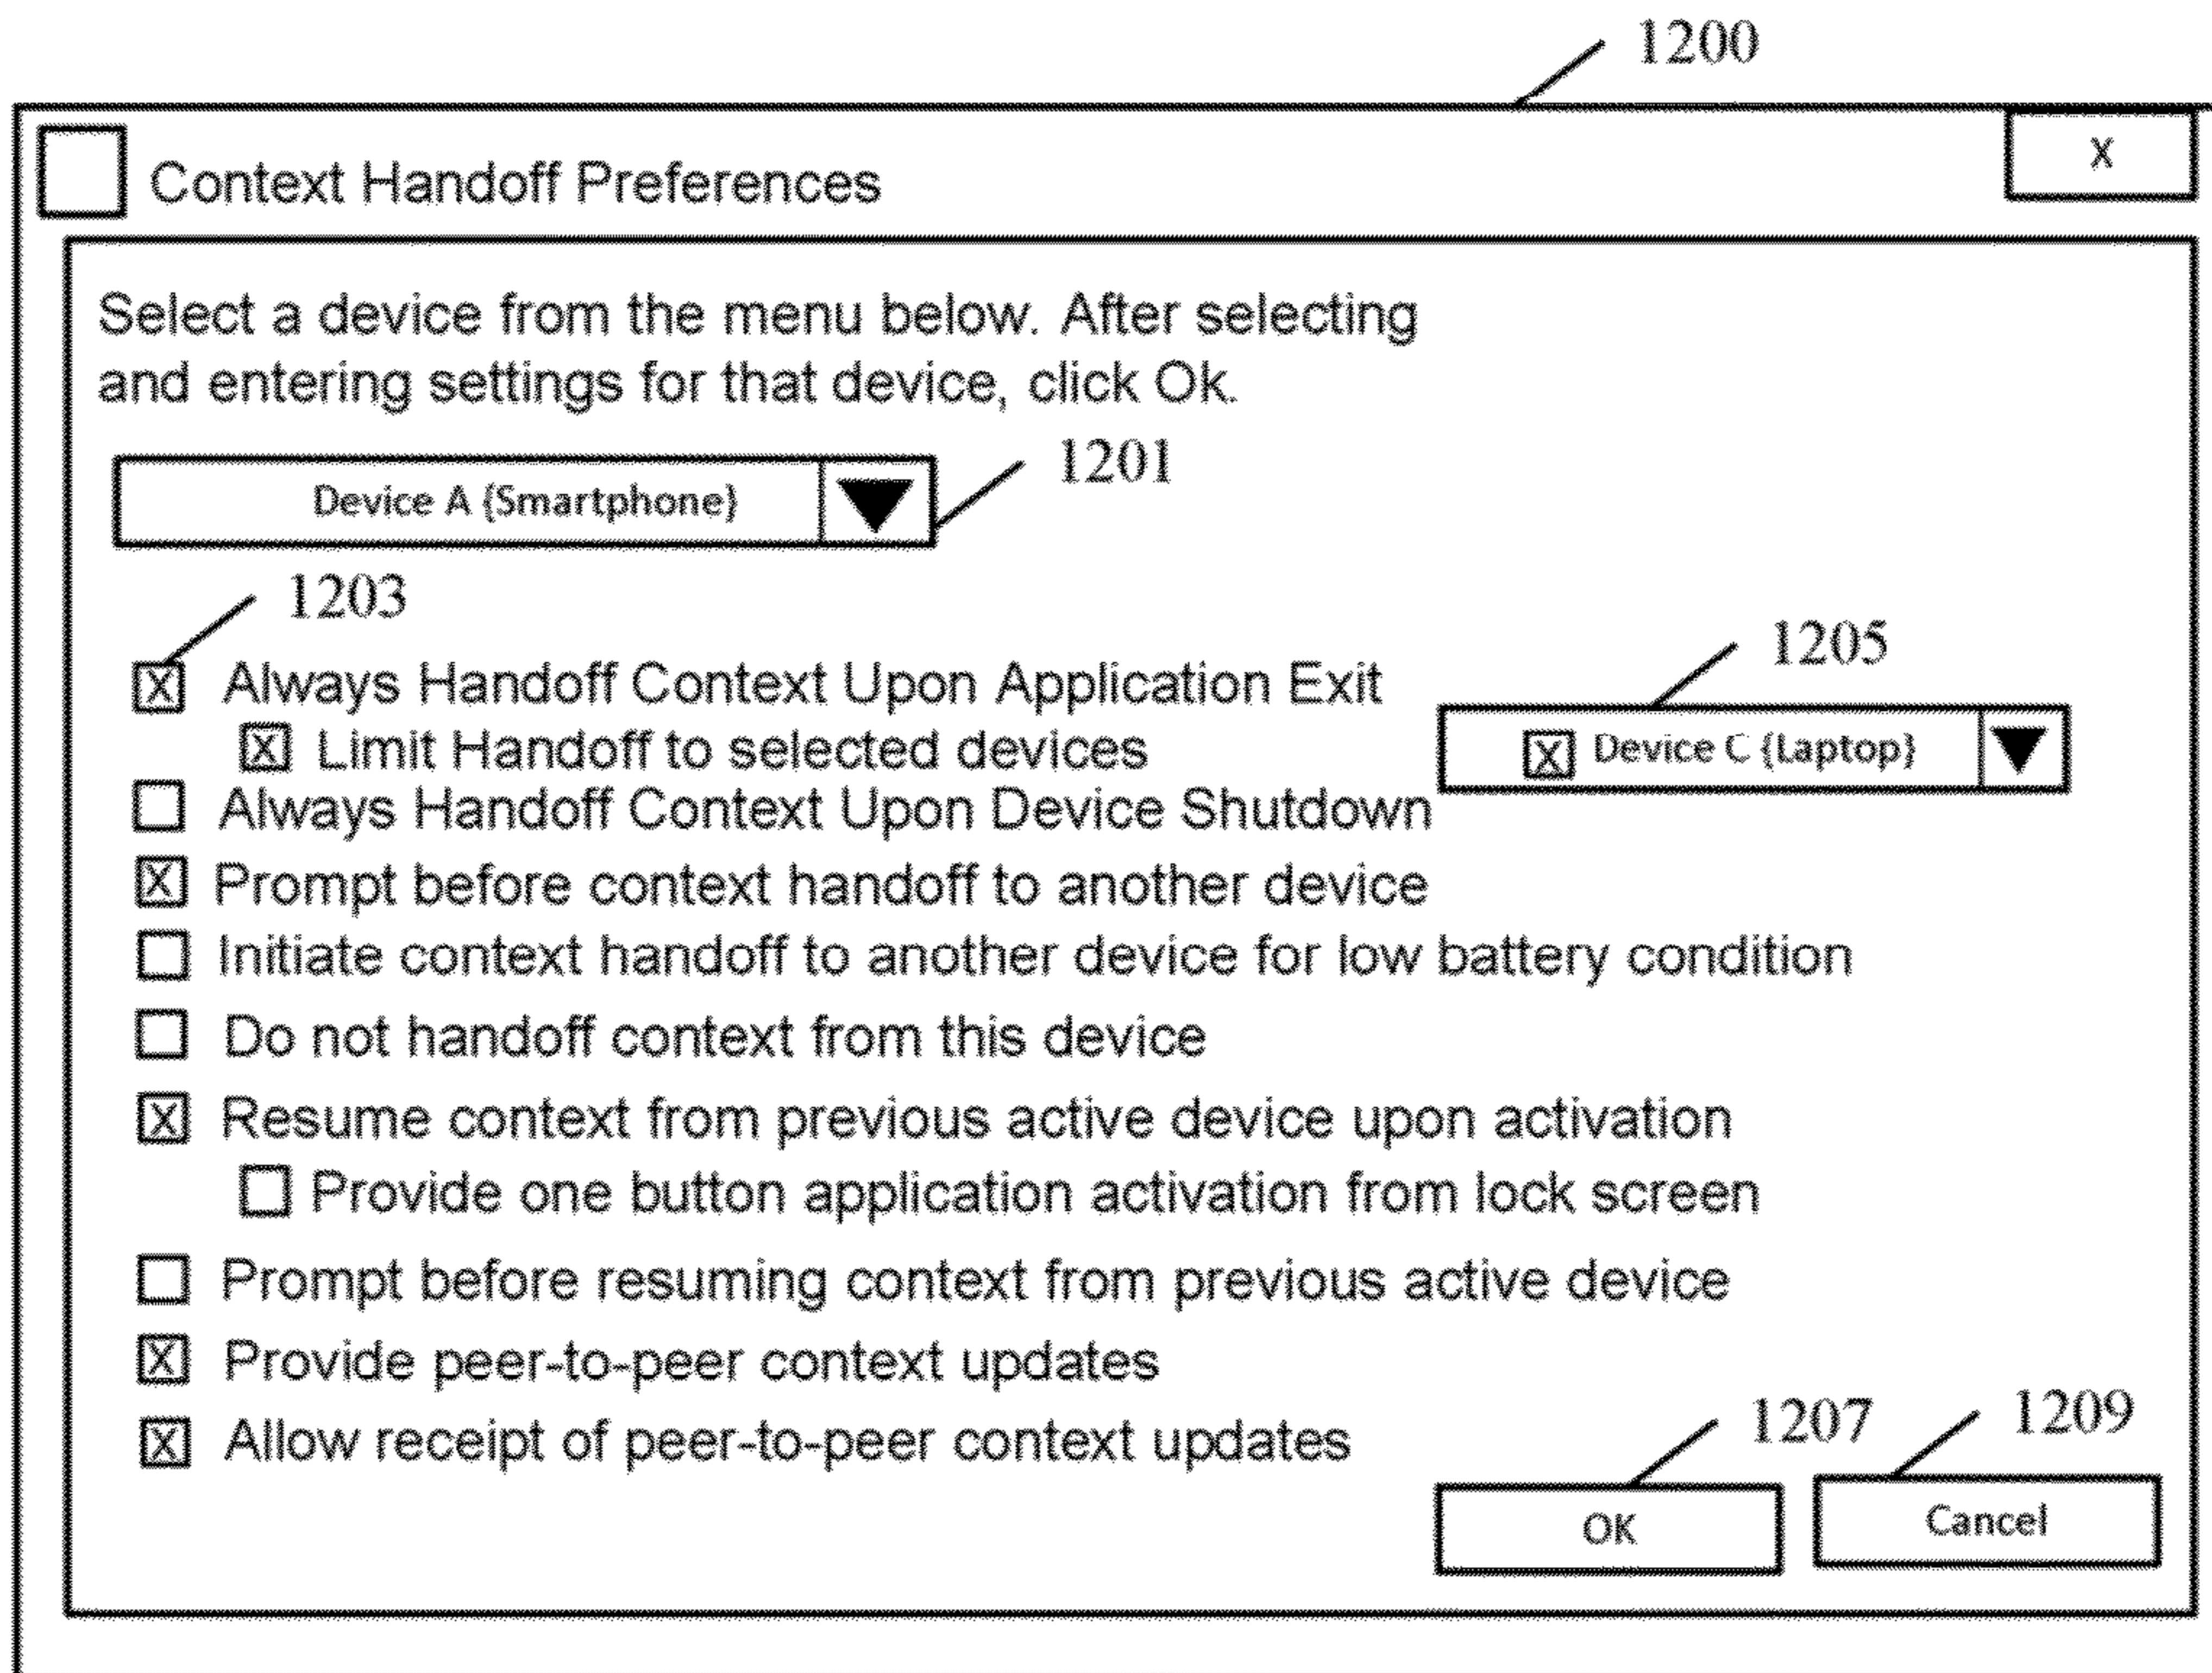 1200
Context Handoff Preferences
X
Select a device from the menu below. After selecting
and entering settings for that device, click Ok.
Device A {Smartphone}
1201
1203
X Always Handoff Context Upon Application Exit
1205
X Limit Handoff to selected devices
X Device C {Laptop}
Always Handoff Context Upon Device Shutdown
X Prompt before context handoff to another device
Initiate context handoff to another device for low battery condition
Do not handoff context from this device
X Resume context from previous active device upon activation
Provide one button application activation from lock screen
Prompt before resuming context from previous active device
X Provide peer-to-peer context updates
X Allow receipt of peer-to-peer context updates
1207
1209
OK
Cancel